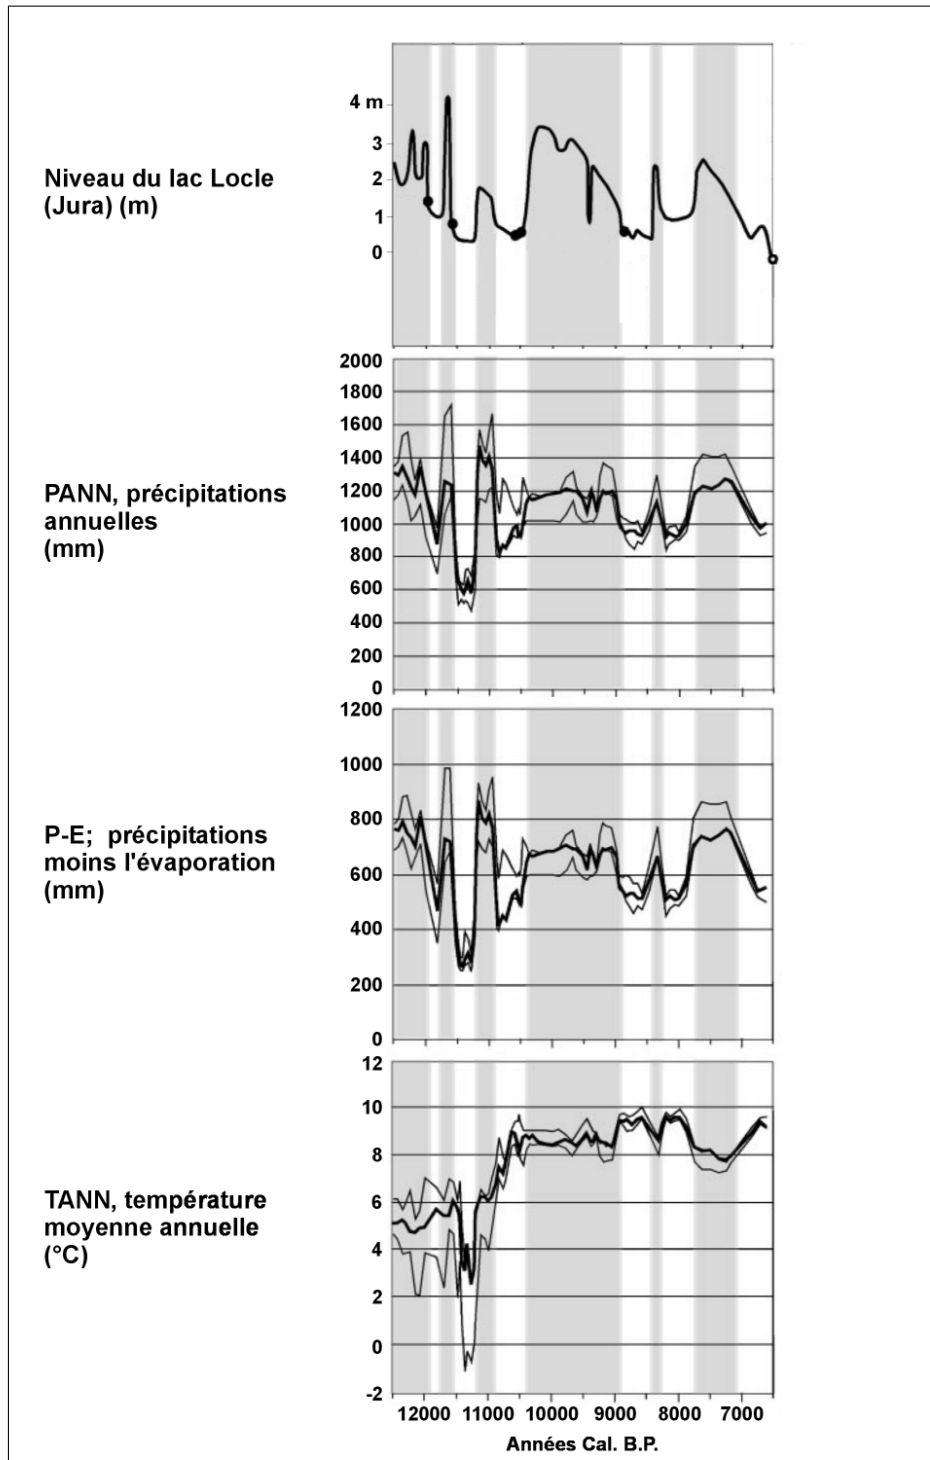 4 m
3
2
1
0
Niveau du lac Locle
(Jura) (m)
2000
1800
1600
1400
1200
1000
800
600
400
200
0
PANN, précipitations
annuelles
(mm)
1200
1000
800
600
400
200
0
P-E; précipitations
moins l'évaporation
(mm)
12
10
8
6
4
2
0
-2
TANN, température
moyenne annuelle
(°C)
12000 11000 10000 9000 8000 7000
Années Cal. B.P.